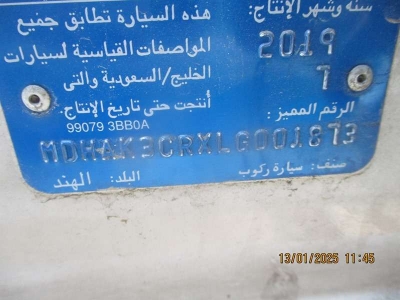 سنة وشهر الإنتاج:
2019
7
هذه السيارة تطابق جميع
المواصفات القياسية لسيارات
الخليج/السعودية والتى
أنتجت حتى تاريخ الإنتاج.
99079 3BB0A
الرقم المميز:
MDHAN3CRXLG001873
صنف: سيارة ركوب
البلد: الهند
13/01/2025 11:45